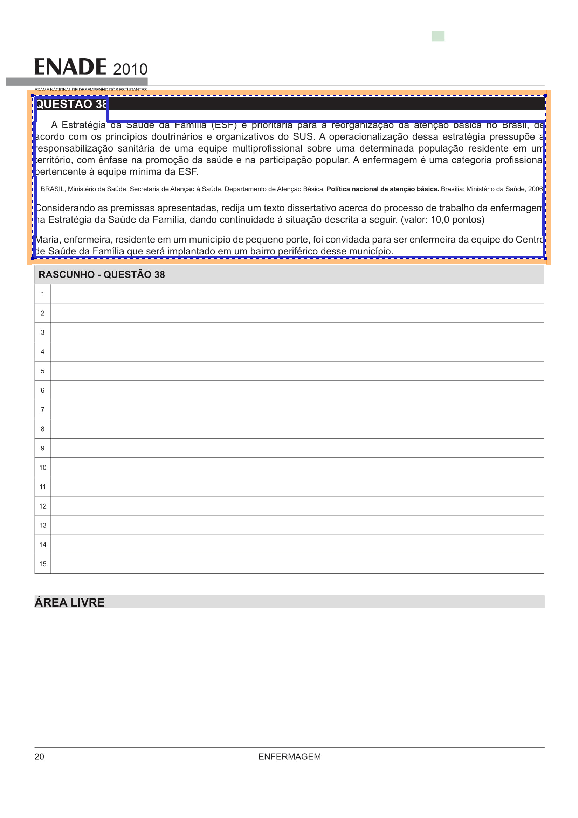 ENADE 2010
EXAME NACIONAL DE DESEMPENHO DOS ESTUDANTES
QUESTÃO 38
A Estratégia da Saúde da Família (ESF) é prioritária para a reorganização da atenção básica no Brasil, de
acordo com os princípios doutrinários e organizativos do SUS. A operacionalização dessa estratégia pressupõe a
responsabilização sanitária de uma equipe multiprofissional sobre uma determinada população residente em um
território, com ênfase na promoção da saúde e na participação popular. A enfermagem é uma categoria profissional
pertencente à equipe mínima da ESF.
BRASIL, Ministério da Saúde. Secretaria de Atenção à Saúde. Departamento de Atenção Básica. Política nacional de atenção básica. Brasília: Ministério da Saúde, 2006.
Considerando as premissas apresentadas, redija um texto dissertativo acerca do processo de trabalho da enfermagem
na Estratégia da Saúde da Família, dando continuidade à situação descrita a seguir. (valor: 10,0 pontos)
Maria, enfermeira, residente em um município de pequeno porte, foi convidada para ser enfermeira da equipe do Centro
de Saúde da Família que será implantado em um bairro periférico desse município.
RASCUNHO - QUESTÃO 38
1
2
3
4
5
6
7
8
9
10
11
12
13
14
15
ÁREA LIVRE
20 ENFERMAGEM